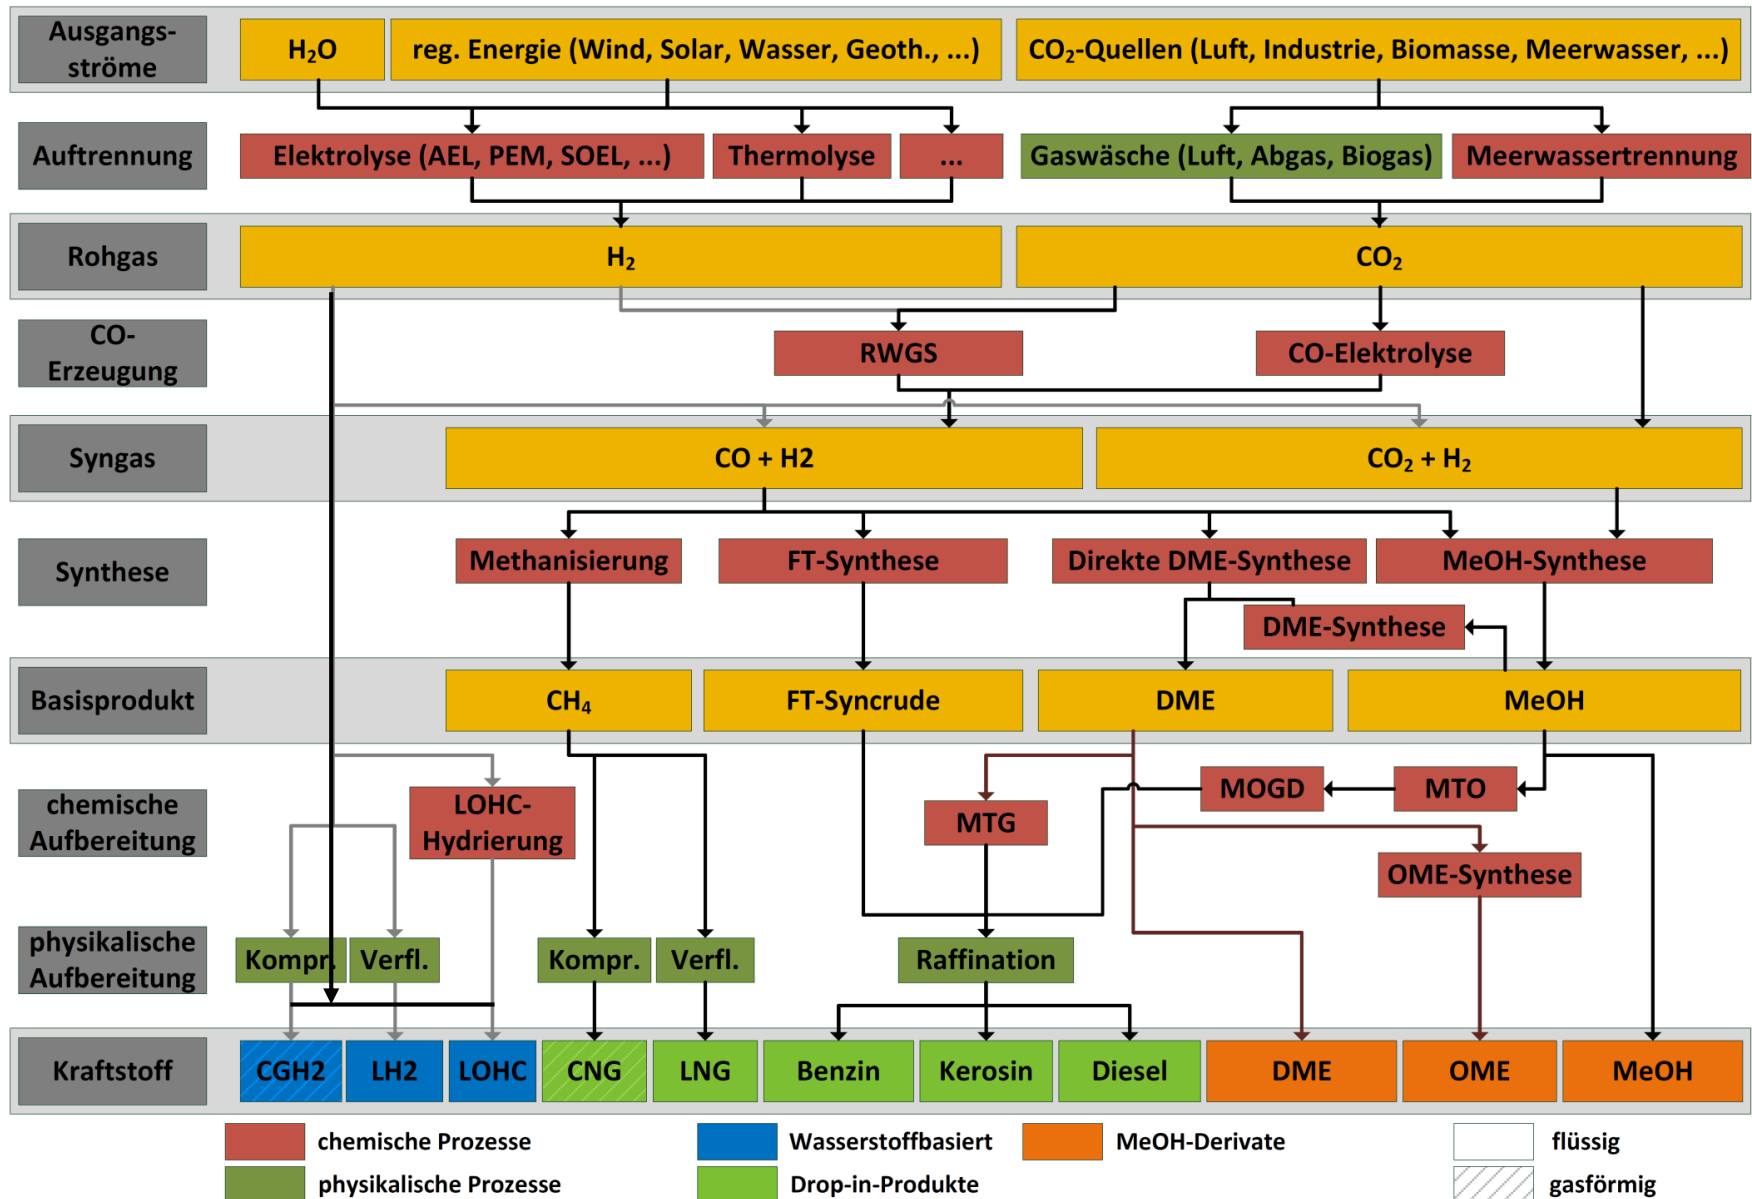 Ausgangs-
ströme
H₂O
reg. Energie (Wind, Solar, Wasser, Geoth., ...)
CO₂-Quellen (Luft, Industrie, Biomasse, Meerwasser, ...)
Auftrennung
Elektrolyse (AEL, PEM, SOEL, ...)
Thermolyse
...
Gaswäsche (Luft, Abgas, Biogas)
Meerwassertrennung
Rohgas
H₂
CO₂
CO-
Erzeugung
RWGS
CO-Elektrolyse
Syngas
CO + H2
CO₂ + H₂
Synthese
Methanisierung
FT-Synthese
Direkte DME-Synthese
MeOH-Synthese
DME-Synthese
Basisprodukt
CH₄
FT-Syncrude
DME
MeOH
chemische
Aufbereitung
LOHC-
Hydrierung
MTG
MOGD
MTO
OME-Synthese
physikalische
Aufbereitung
Kompr.
Verfl.
Kompr.
Verfl.
Raffination
Kraftstoff
CGH2
LH2
LOHC
CNG
LNG
Benzin
Kerosin
Diesel
DME
OME
MeOH
chemische Prozesse
Wasserstoffbasiert
MeOH-Derivate
flüssig
physikalische Prozesse
Drop-in-Produkte
gasförmig